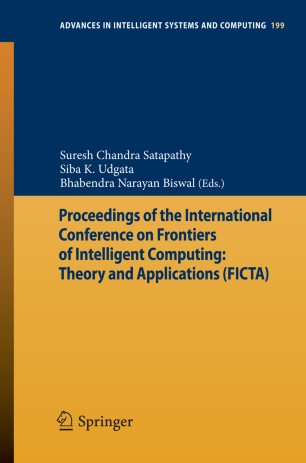 ADVANCES IN INTELLIGENT SYSTEMS AND COMPUTING 199
Suresh Chandra Satapathy
Siba K. Udgata
Bhabendra Narayan Biswal (Eds.)
Proceedings of the International
Conference on Frontiers
of Intelligent Computing:
Theory and Applications (FICTA)
Springer